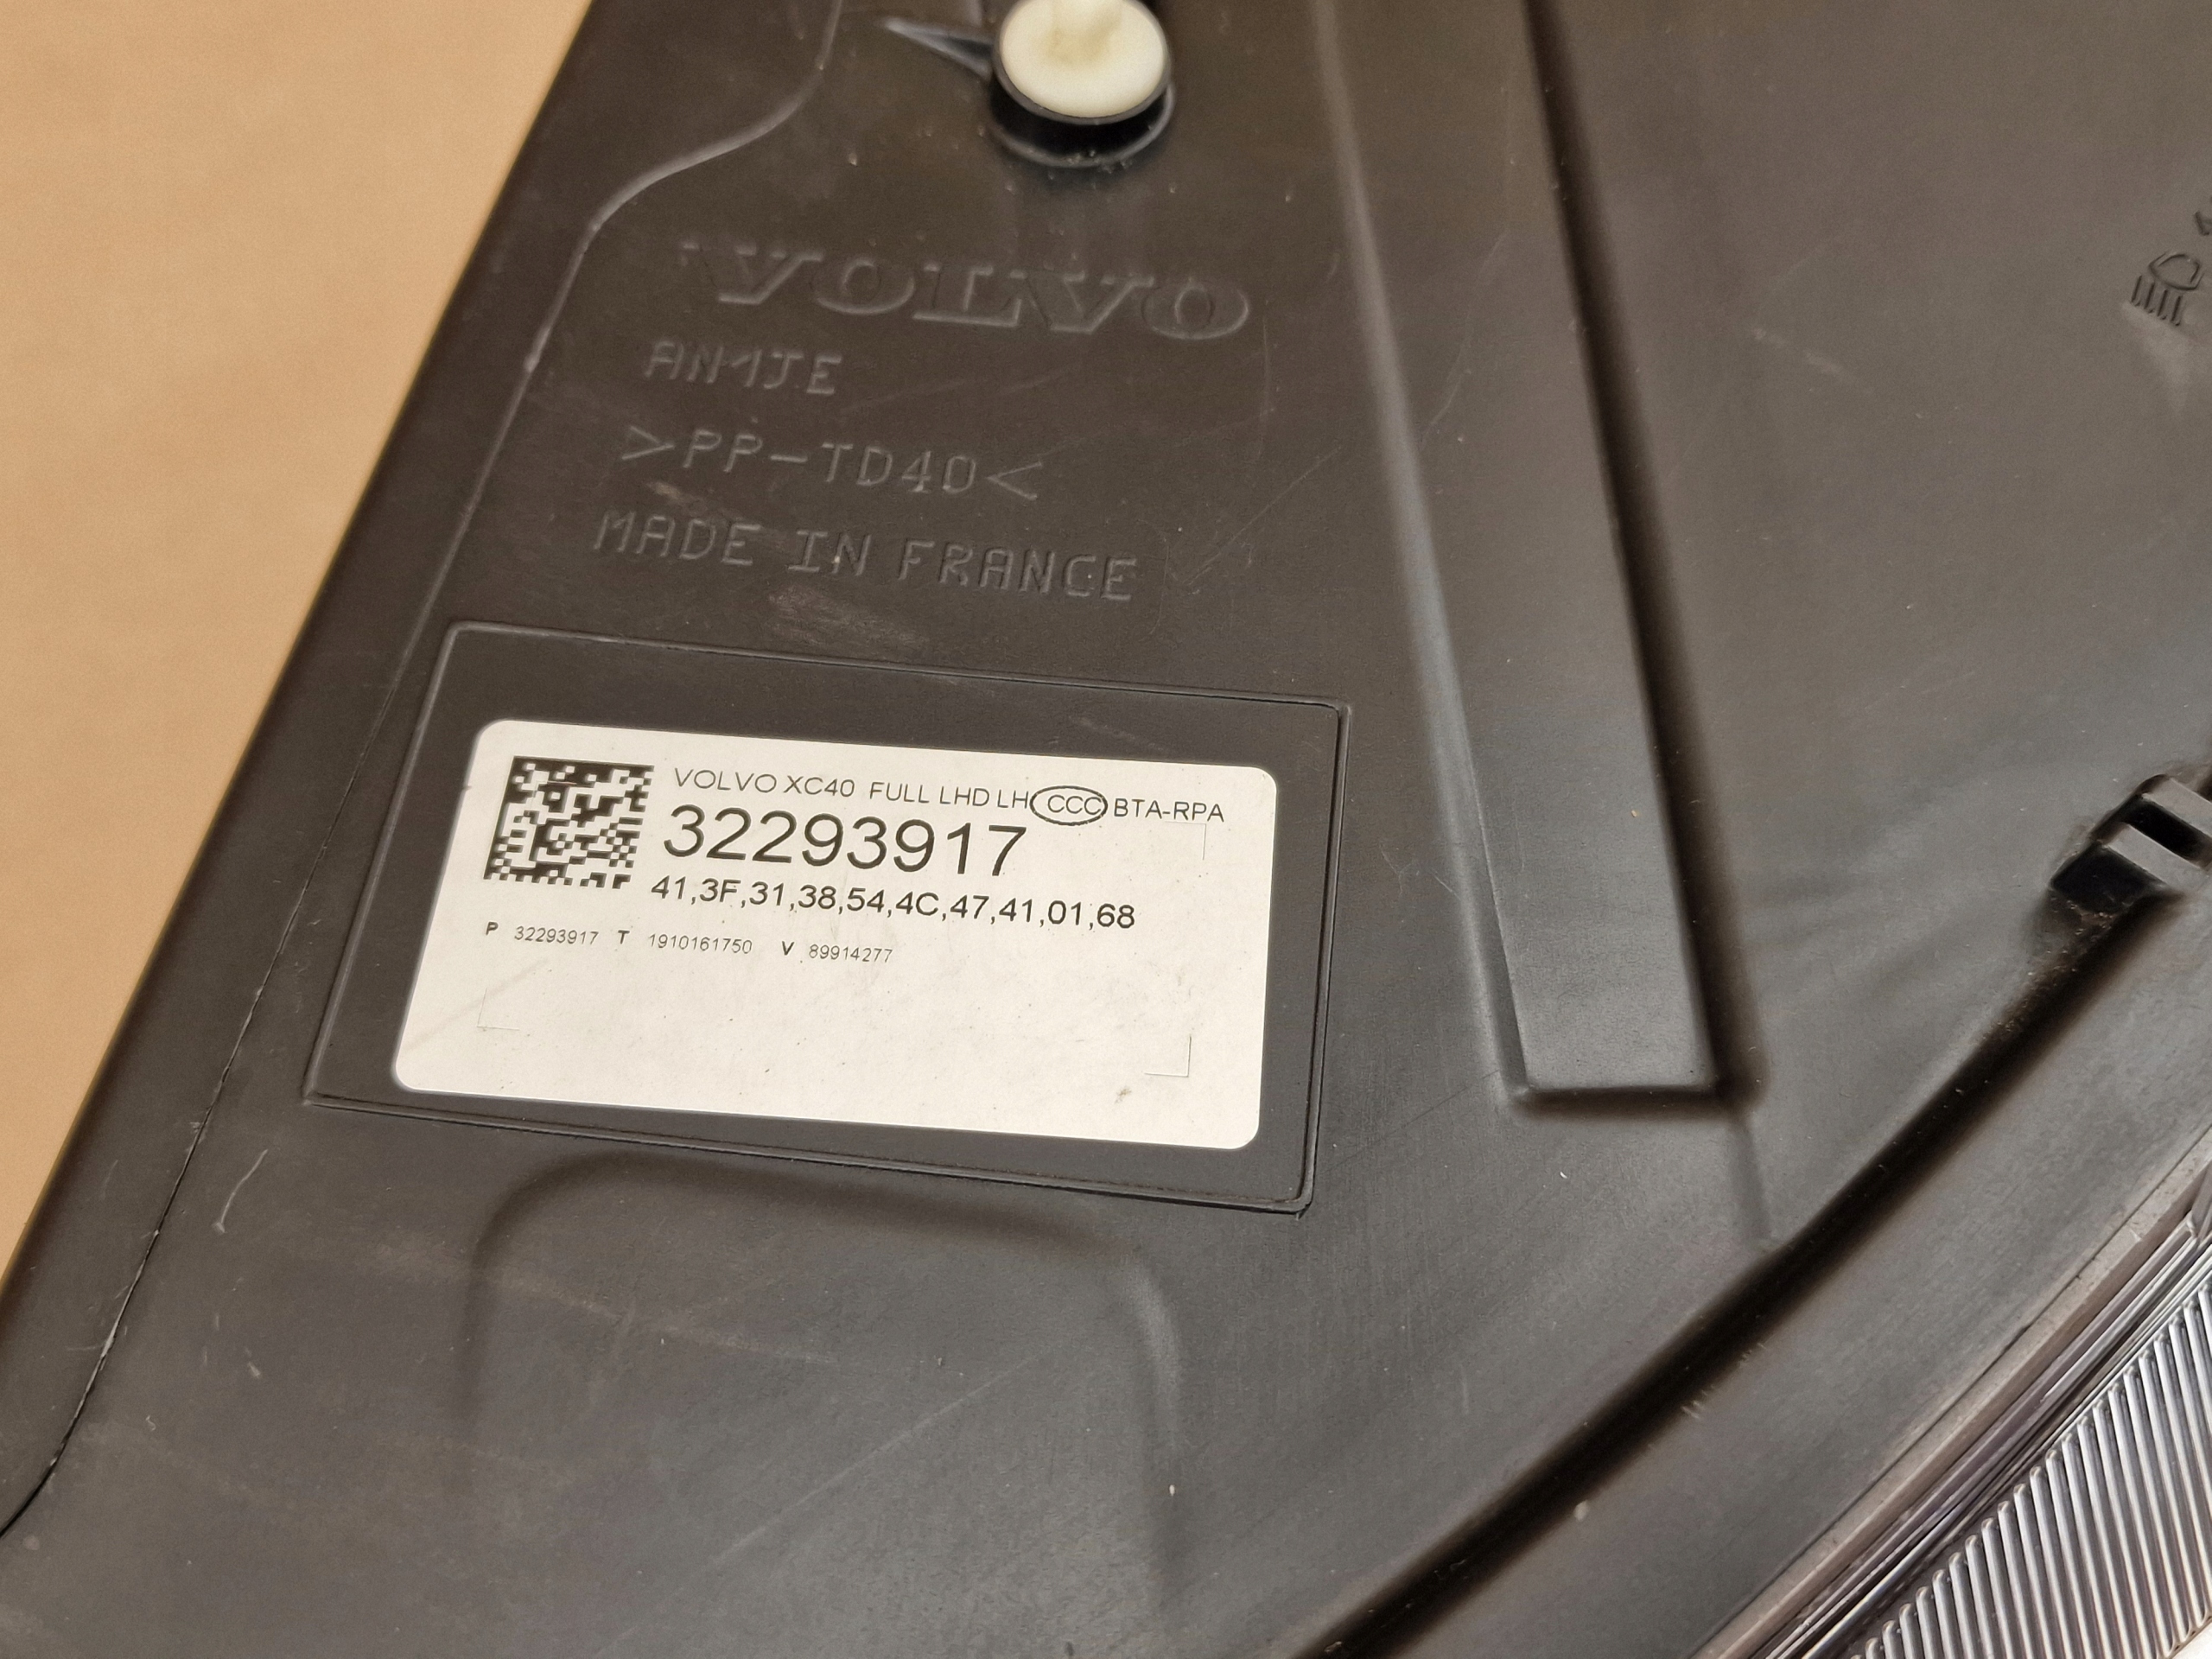 VOLVO
AN1JE
>PP-TD40<
MADE IN FRANCE
VOLVO XC40 FULL LHD LH CCC BTA-RPA
32293917
41,3F,31,38,54,4C,47,41,01,68
P 32293917 T 1910161750 V 89914277